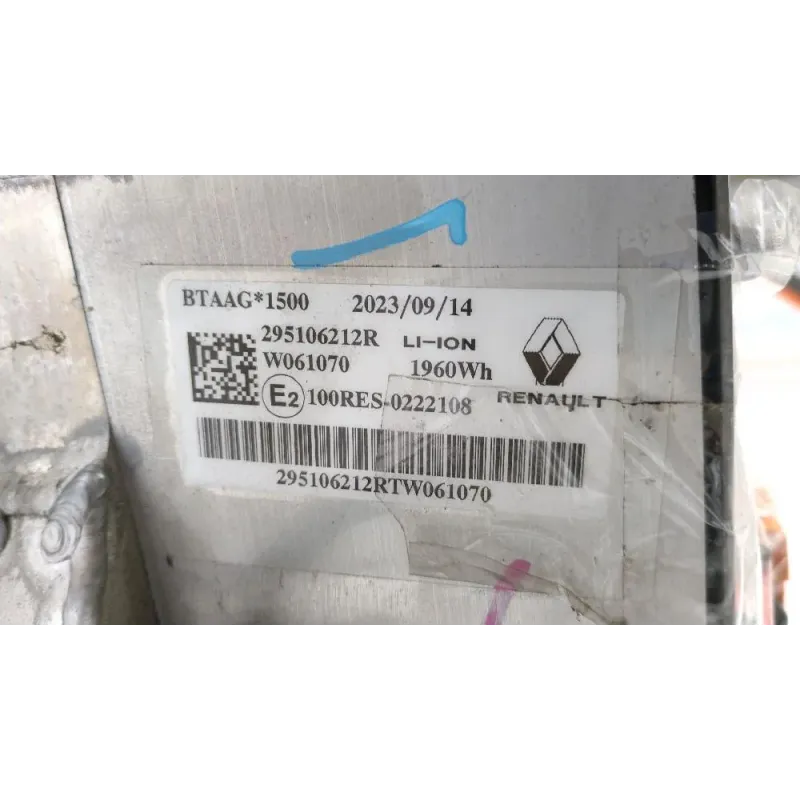 BTAAG*1500 2023/09/14
295106212R LI-ION
W061070 1960Wh
E2 100RES-0222108 RENAULT
295106212RTW061070